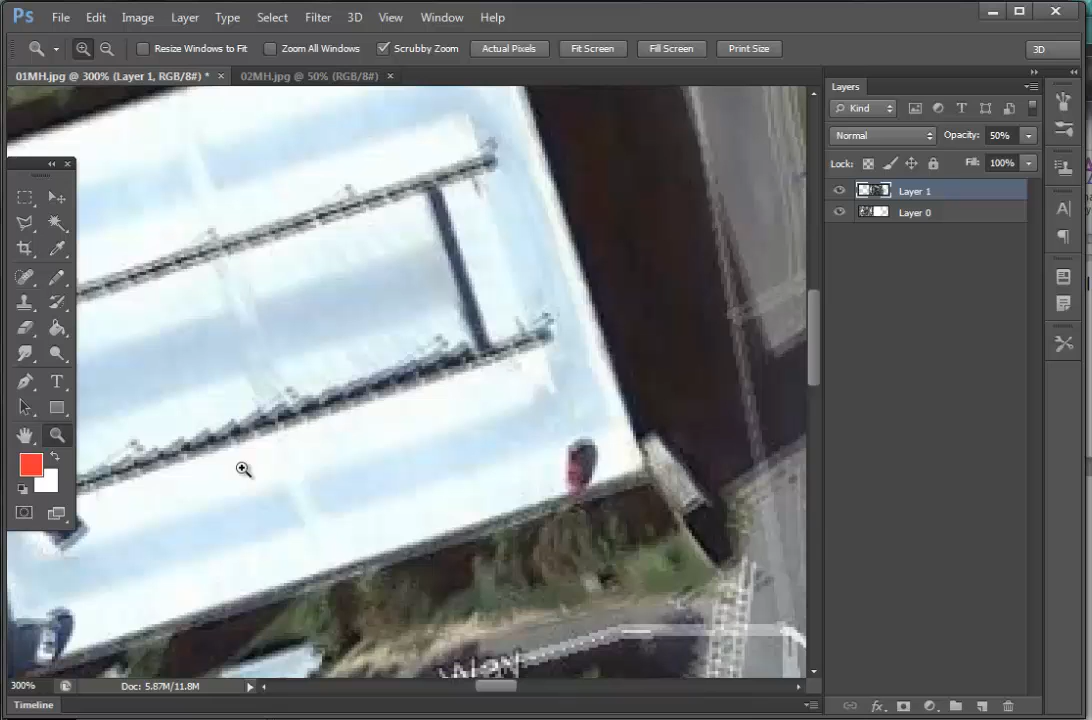 Ps File Edit Image Layer Type Select Filter 3D View Window Help
Resize Windows to Fit Zoom All Windows Scrubby Zoom Actual Pixels Fit Screen Fill Screen Print Size 3D
01MH.jpg @ 300% (Layer 1, RGB/8#) * × 02MH.jpg @ 50% (RGB/8#) ×
Layers
Kind
Normal Opacity: 50%
Lock: Fill: 100%
Layer 1
Layer 0
Way
300% Doc: 5.87M/11.8M
Timeline